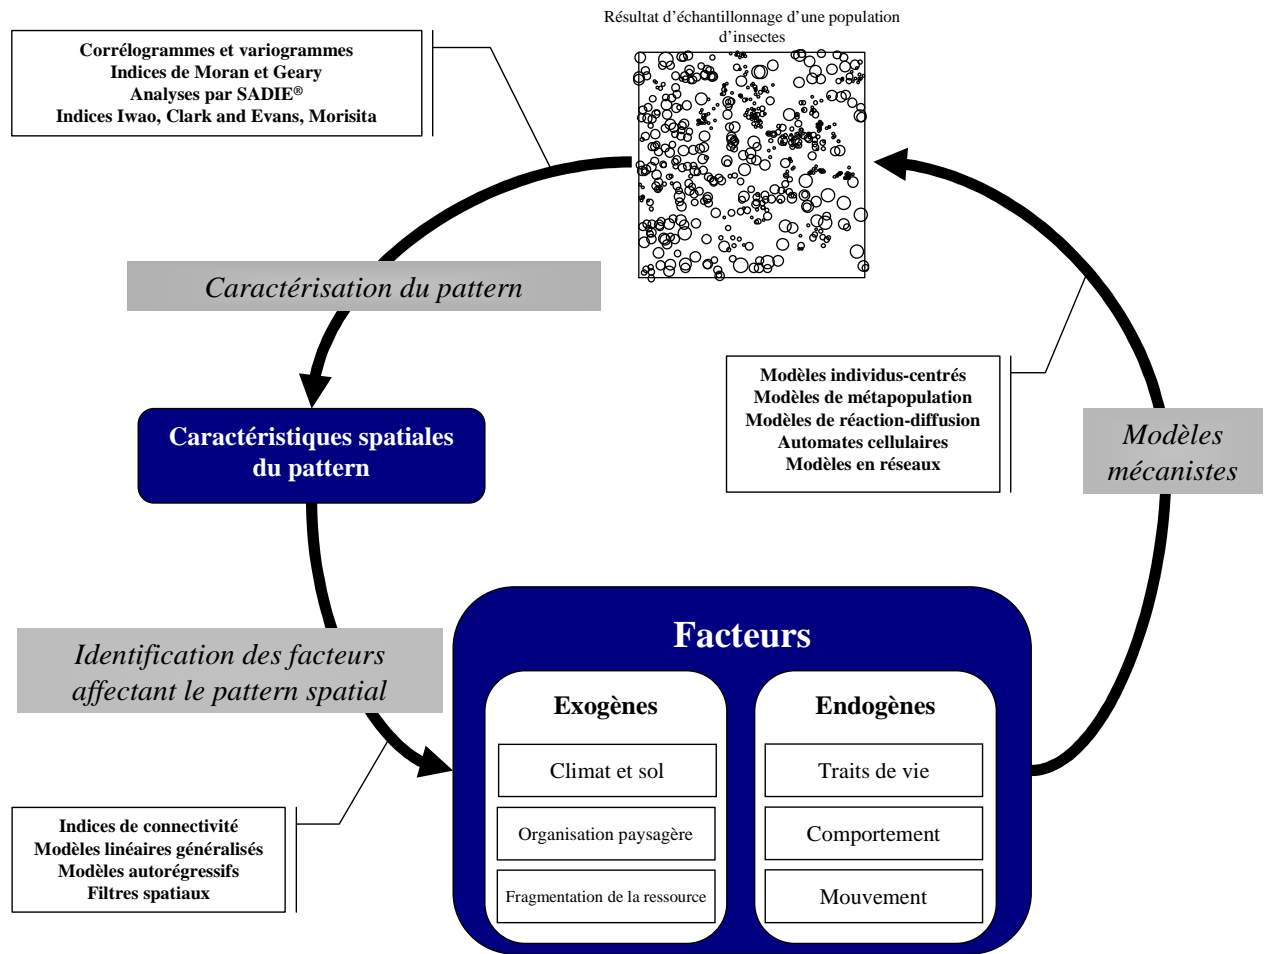 Résultat d'échantillonnage d'une population
d'insectes
Corrélogrammes et variogrammes
Indices de Moran et Geary
Analyses par SADIE®
Indices Iwao, Clark and Evans, Morisita
Caractérisation du pattern
Caractéristiques spatiales
du pattern
Modèles individus-centrés
Modèles de métapopulation
Modèles de réaction-diffusion
Automates cellulaires
Modèles en réseaux
Modèles
mécanistes
Identification des facteurs
affectant le pattern spatial
Indices de connectivité
Modèles linéaires généralisés
Modèles autorégressifs
Filtres spatiaux
Facteurs
Exogènes
Climat et sol
Organisation paysagère
Fragmentation de la ressource
Endogènes
Traits de vie
Comportement
Mouvement